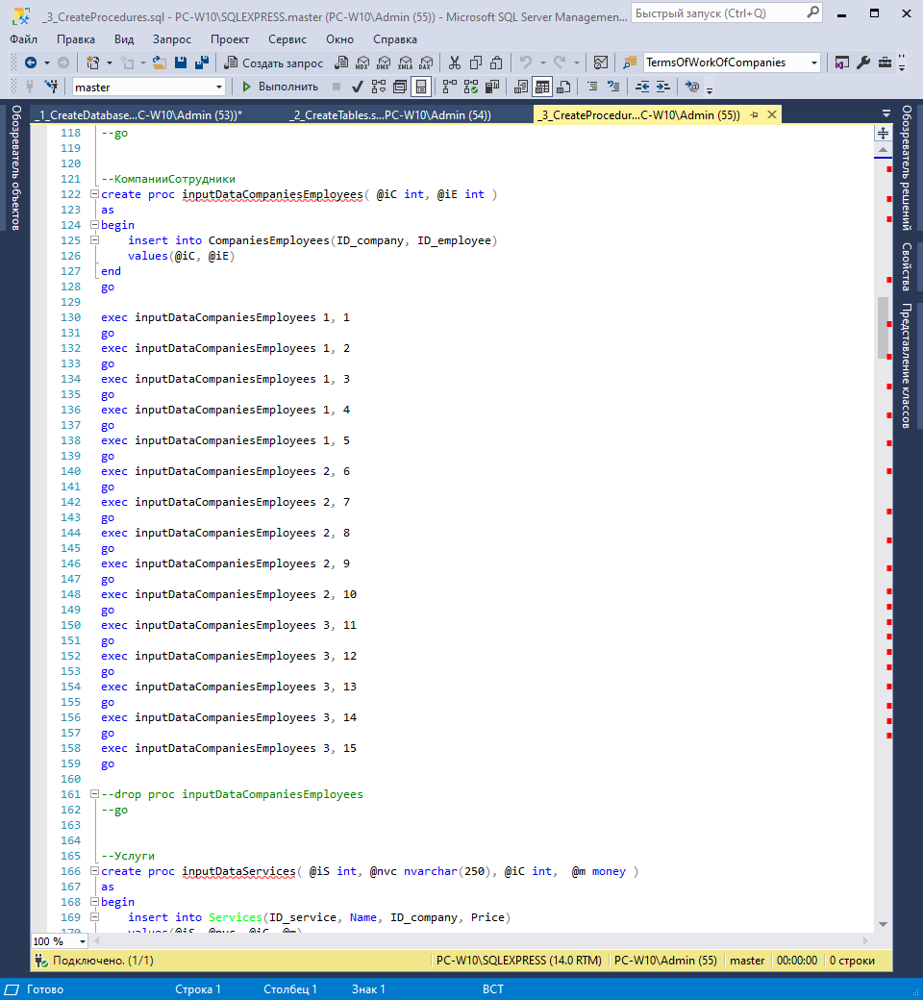 _3_CreateProcedures.sql - PC-W10\SQLEXPRESS.master (PC-W10\Admin (55)) - Microsoft SQL Server Managemen...
Быстрый запуск (Ctrl+Q)
Файл Правка Вид Запрос Проект Сервис Окно Справка
Создать запрос MDX DMX XMLA DAX TermsOfWorkOfCompanies
master Выполнить
_1_CreateDatabase...C-W10\Admin (53))* _2_CreateTables.s...PC-W10\Admin (54)) _3_CreateProcedur...C-W10\Admin (55))
Обозреватель объектов
Обозреватель решений
Свойства
Представление классов
118 --go
119
120
121 --КомпанииСотрудники
122 create proc inputDataCompaniesEmployees( @iC int, @iE int )
123 as
124 begin
125 insert into CompaniesEmployees(ID_company, ID_employee)
126 values(@iC, @iE)
127 end
128 go
129
130 exec inputDataCompaniesEmployees 1, 1
131 go
132 exec inputDataCompaniesEmployees 1, 2
133 go
134 exec inputDataCompaniesEmployees 1, 3
135 go
136 exec inputDataCompaniesEmployees 1, 4
137 go
138 exec inputDataCompaniesEmployees 1, 5
139 go
140 exec inputDataCompaniesEmployees 2, 6
141 go
142 exec inputDataCompaniesEmployees 2, 7
143 go
144 exec inputDataCompaniesEmployees 2, 8
145 go
146 exec inputDataCompaniesEmployees 2, 9
147 go
148 exec inputDataCompaniesEmployees 2, 10
149 go
150 exec inputDataCompaniesEmployees 3, 11
151 go
152 exec inputDataCompaniesEmployees 3, 12
153 go
154 exec inputDataCompaniesEmployees 3, 13
155 go
156 exec inputDataCompaniesEmployees 3, 14
157 go
158 exec inputDataCompaniesEmployees 3, 15
159 go
160
161 --drop proc inputDataCompaniesEmployees
162 --go
163
164
165 --Услуги
166 create proc inputDataServices( @iS int, @nvc nvarchar(250), @iC int, @m money )
167 as
168 begin
169 insert into Services(ID_service, Name, ID_company, Price)
170 values(@iS, @nvc, @iC, @m)
100 %
Подключено. (1/1) PC-W10\SQLEXPRESS (14.0 RTM) PC-W10\Admin (55) master 00:00:00 0 строки
Готово Строка 1 Столбец 1 Знак 1 ВСТ